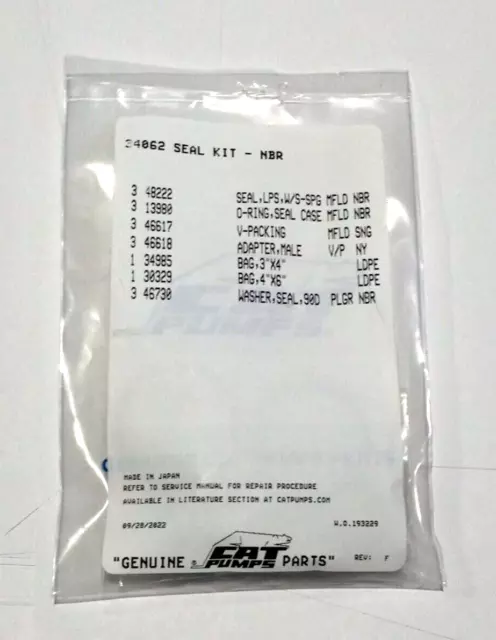 34062 SEAL KIT - NBR
3 48222 SEAL,LPS,W/S-SPG MFLD NBR
3 13980 O-RING,SEAL CASE MFLD NBR
3 46617 V-PACKING MFLD SNG
3 46618 ADAPTER,MALE V/P NY
1 34985 BAG,3"X4" LDPE
1 30329 BAG,4"X6" LDPE
3 46730 WASHER,SEAL,90D PLGR NBR
PUMPS
MADE IN JAPAN
REFER TO SERVICE MANUAL FOR REPAIR PROCEDURE
AVAILABLE IN LITERATURE SECTION AT CATPUMPS.COM
09/28/2022 W.O.193229
"GENUINE CAT PUMPS PARTS" REV: F